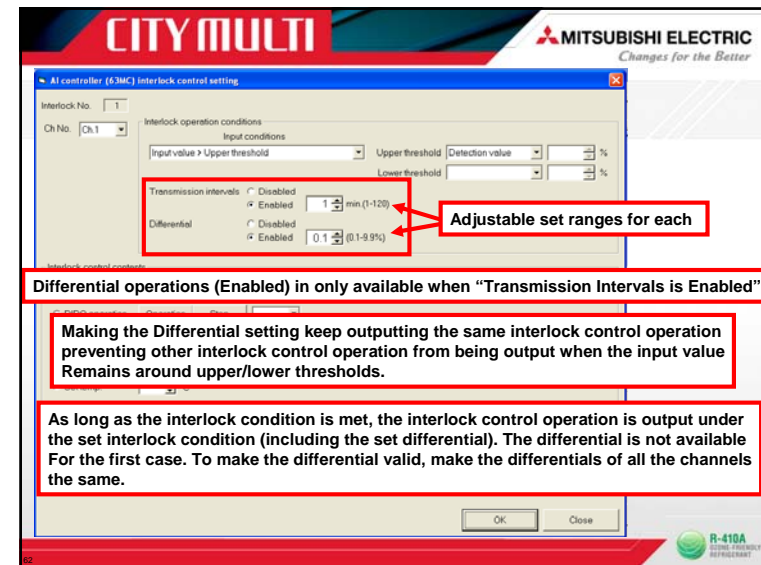 CITY MULTI
MITSUBISHI ELECTRIC
Changes for the Better
AI controller (63MC) interlock control setting
Interlock No. 1
Ch No. Ch.1
Interlock operation conditions
Input conditions
Input value > Upper threshold
Upper threshold Detection value %
Lower threshold %
Transmission intervals Disabled
Enabled 1 min.(1-120)
Differential Disabled
Enabled 0.1 (0.1-9.9%)
Adjustable set ranges for each
Interlock control contents
Differential operations (Enabled) in only available when “Transmission Intervals is Enabled”
Making the Differential setting keep outputting the same interlock control operation
preventing other interlock control operation from being output when the input value
Remains around upper/lower thresholds.
As long as the interlock condition is met, the interlock control operation is output under
the set interlock condition (including the set differential). The differential is not available
For the first case. To make the differential valid, make the differentials of all the channels
the same.
OK Close
R-410A
OZONE-FRIENDLY
REFRIGERANT
62